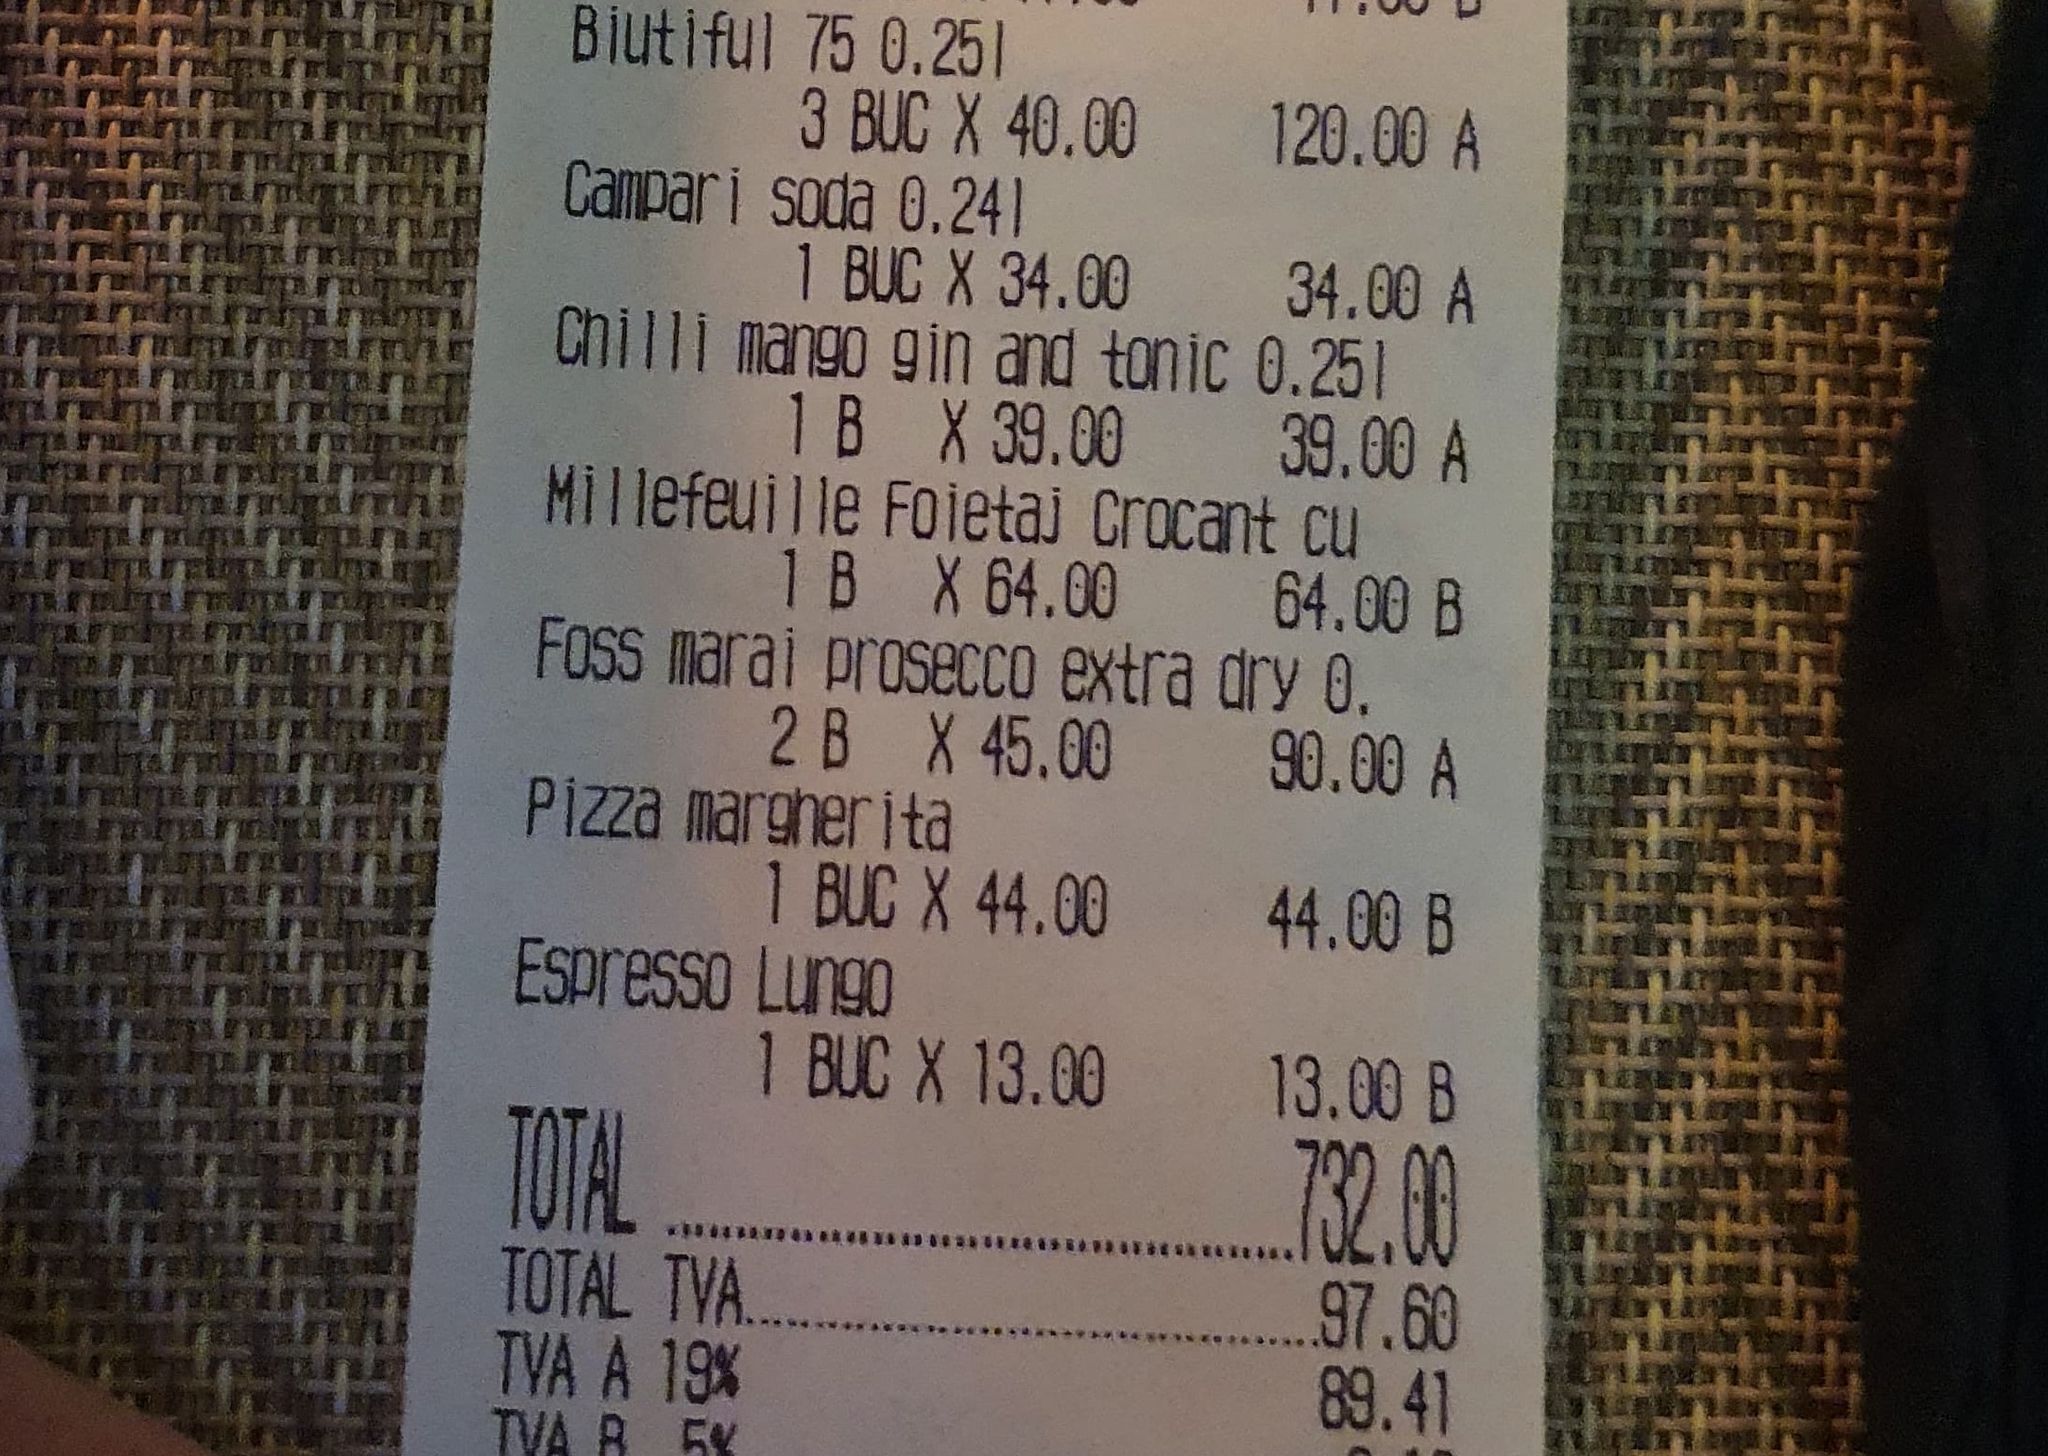 Biutiful 75 0.25l
3 BUC X 40.00 120.00 A
Campari soda 0.24l
1 BUC X 34.00 34.00 A
Chilli mango gin and tonic 0.25l
1 B X 39.00 39.00 A
Millefeuille Foietaj Crocant cu
1 B X 64.00 64.00 B
Foss marai prosecco extra dry 0.
2 B X 45.00 90.00 A
Pizza margherita
1 BUC X 44.00 44.00 B
Espresso Lungo
1 BUC X 13.00 13.00 B
TOTAL 732.00
TOTAL TVA 97.60
TVA A 19% 89.41
TVA B 5%